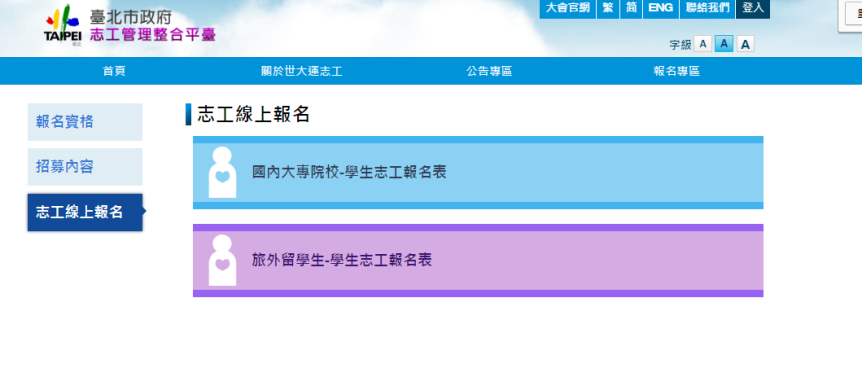 臺北市政府
TAIPEI 志工管理整合平臺
大會官網 繁 简 ENG 聯絡我們 登入
字級 A A A
首頁 關於世大運志工 公告專區 報名專區
報名資格
招募內容
志工線上報名
志工線上報名
國內大專院校-學生志工報名表
旅外留學生-學生志工報名表